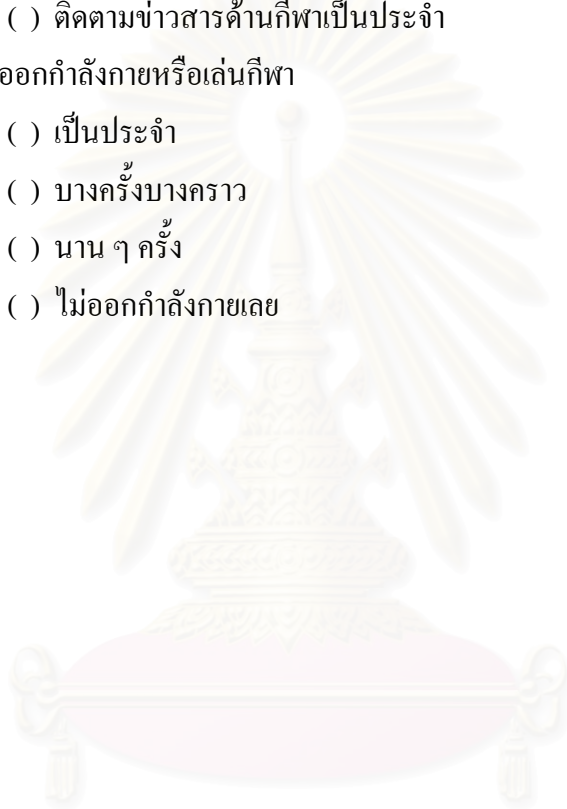 ( ) ติดตามข่าวสารด้านกีฬาเป็นประจำ
ออกกำลังกายหรือเล่นกีฬา
( ) เป็นประจำ
( ) บางครั้งบางคราว
( ) นาน ๆ ครั้ง
( ) ไม่ออกกำลังกายเลย